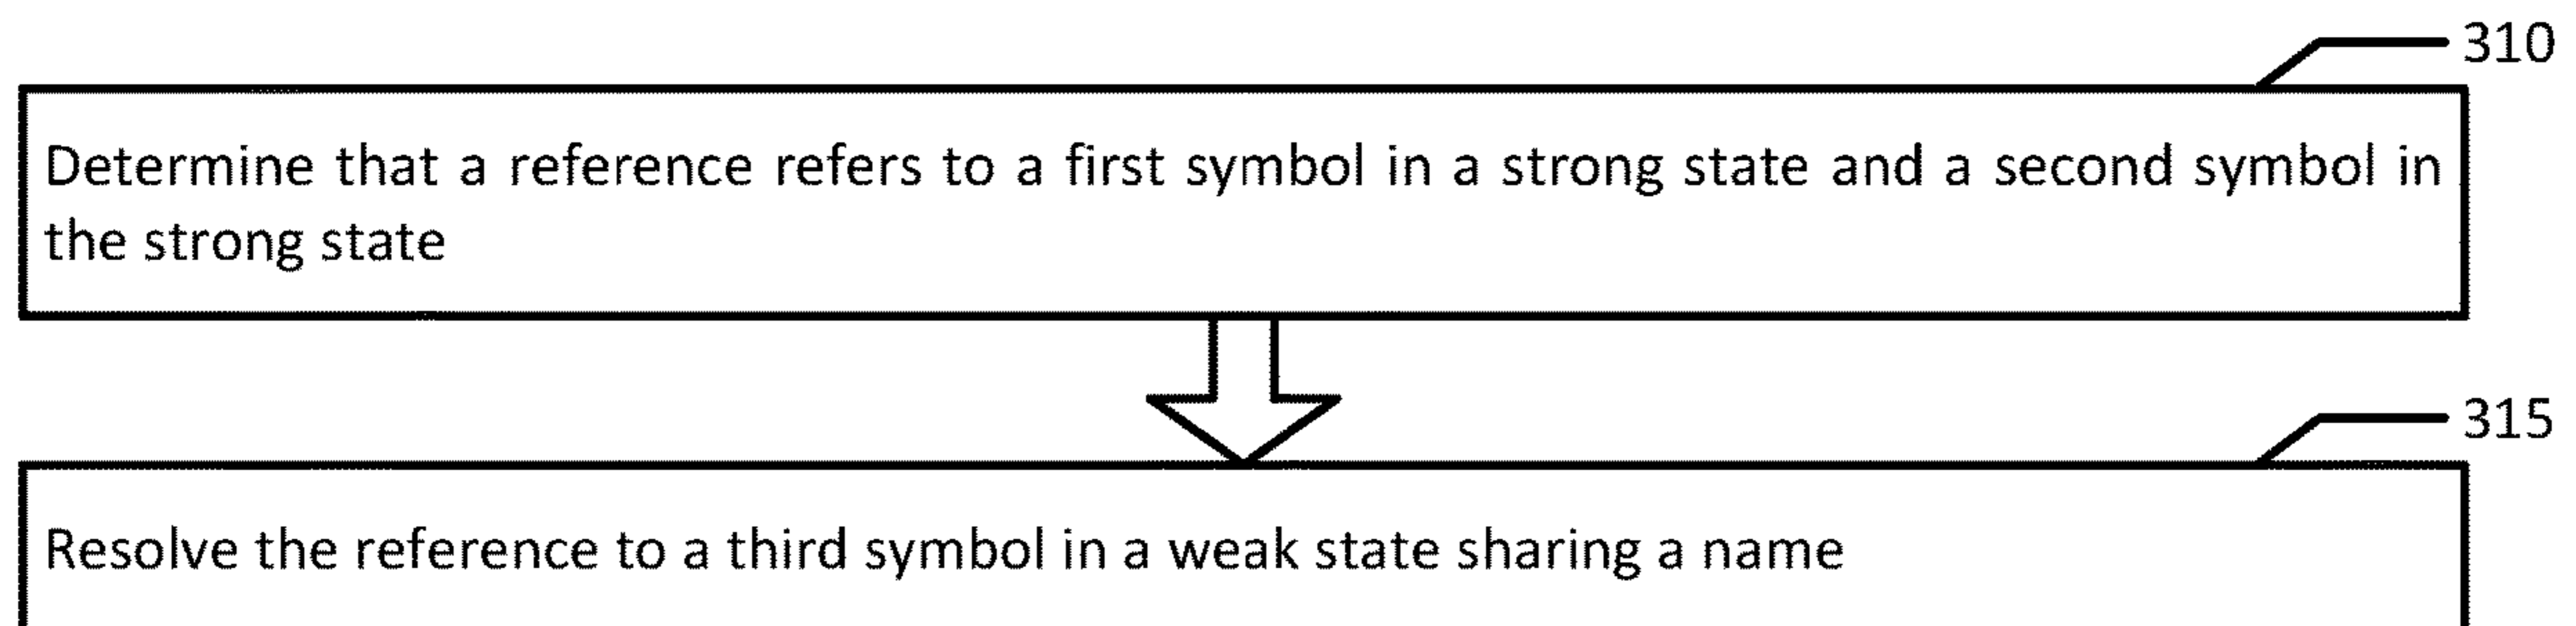 310
Determine that a reference refers to a first symbol in a strong state and a second symbol in
the strong state
315
Resolve the reference to a third symbol in a weak state sharing a name